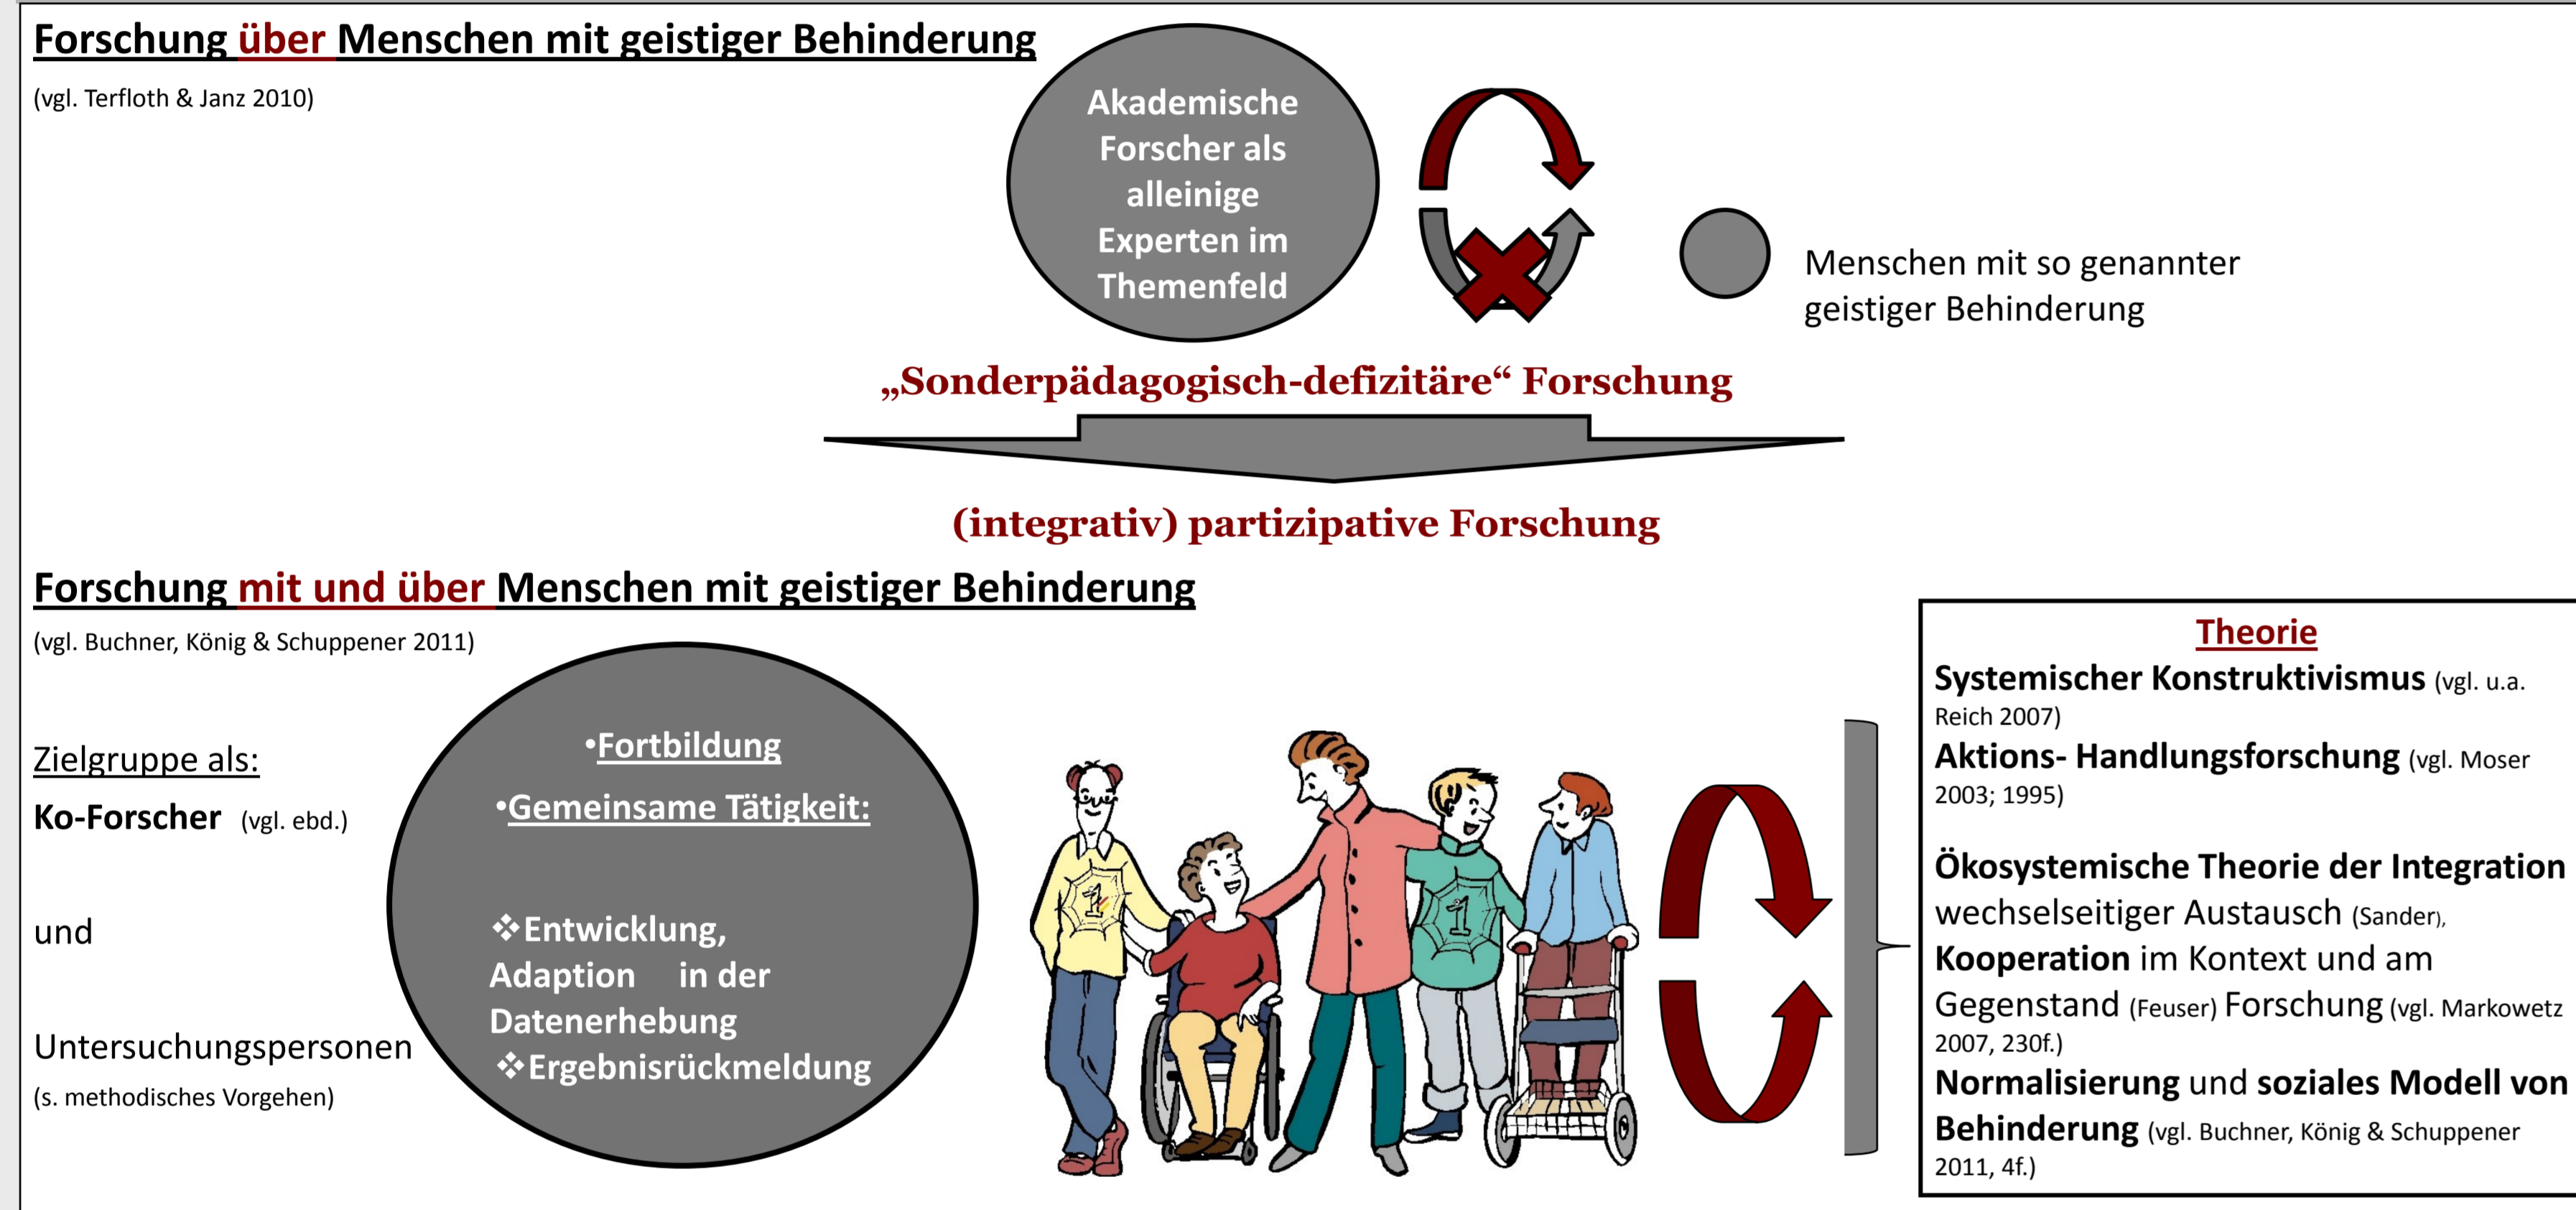 Forschung über Menschen mit geistiger Behinderung
(vgl. Terfloth & Janz 2010)
Akademische
Forscher als
alleinige
Experten im
Themenfeld
Menschen mit so genannter
geistiger Behinderung
„Sonderpädagogisch-defizitäre“ Forschung
(integrativ) partizipative Forschung
Forschung mit und über Menschen mit geistiger Behinderung
(vgl. Buchner, König & Schuppener 2011)
Zielgruppe als:
Ko-Forscher (vgl. ebd.)
und
Untersuchungspersonen
(s. methodisches Vorgehen)
•Fortbildung
•Gemeinsame Tätigkeit:
❖Entwicklung,
Adaption in der
Datenerhebung
❖Ergebnisrückmeldung
1
1
Theorie
Systemischer Konstruktivismus (vgl. u.a.
Reich 2007)
Aktions- Handlungsforschung (vgl. Moser
2003; 1995)
Ökosystemische Theorie der Integration
wechselseitiger Austausch (Sander),
Kooperation im Kontext und am
Gegenstand (Feuser) Forschung (vgl. Markowetz
2007, 230f.)
Normalisierung und soziales Modell von
Behinderung (vgl. Buchner, König & Schuppener
2011, 4f.)